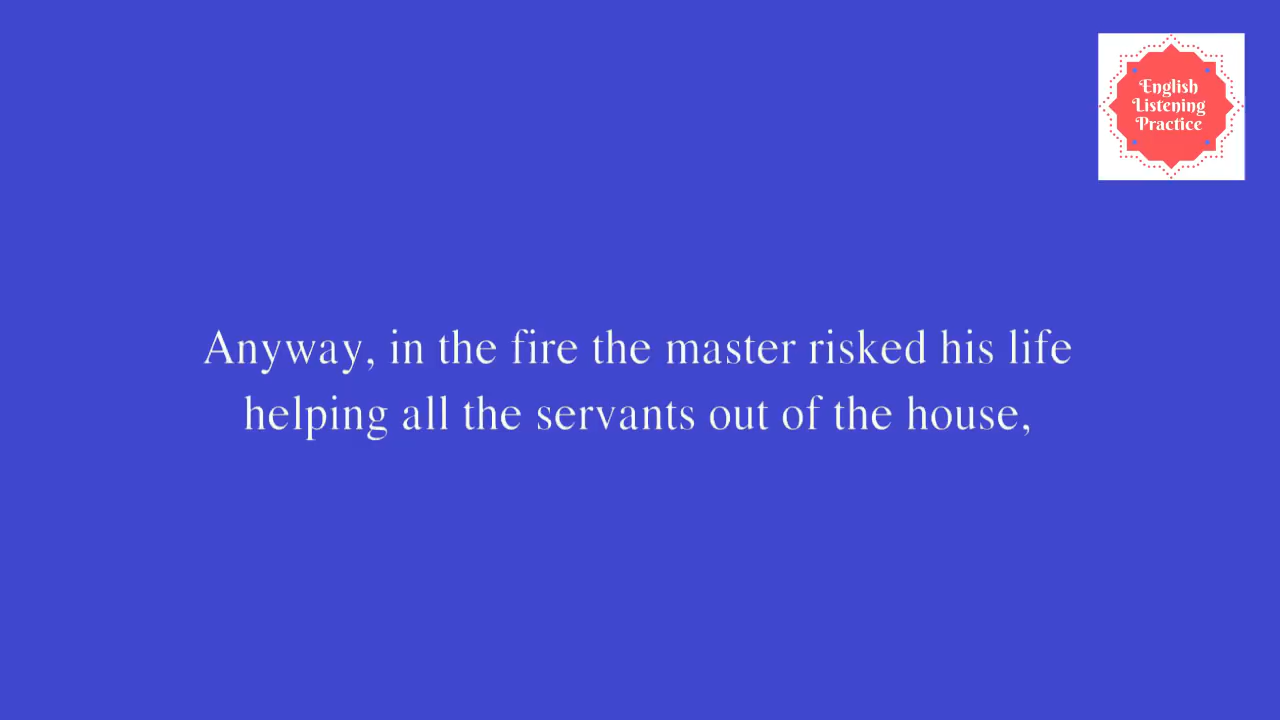 English
Listening
Practice
Anyway, in the fire the master risked his life
helping all the servants out of the house,